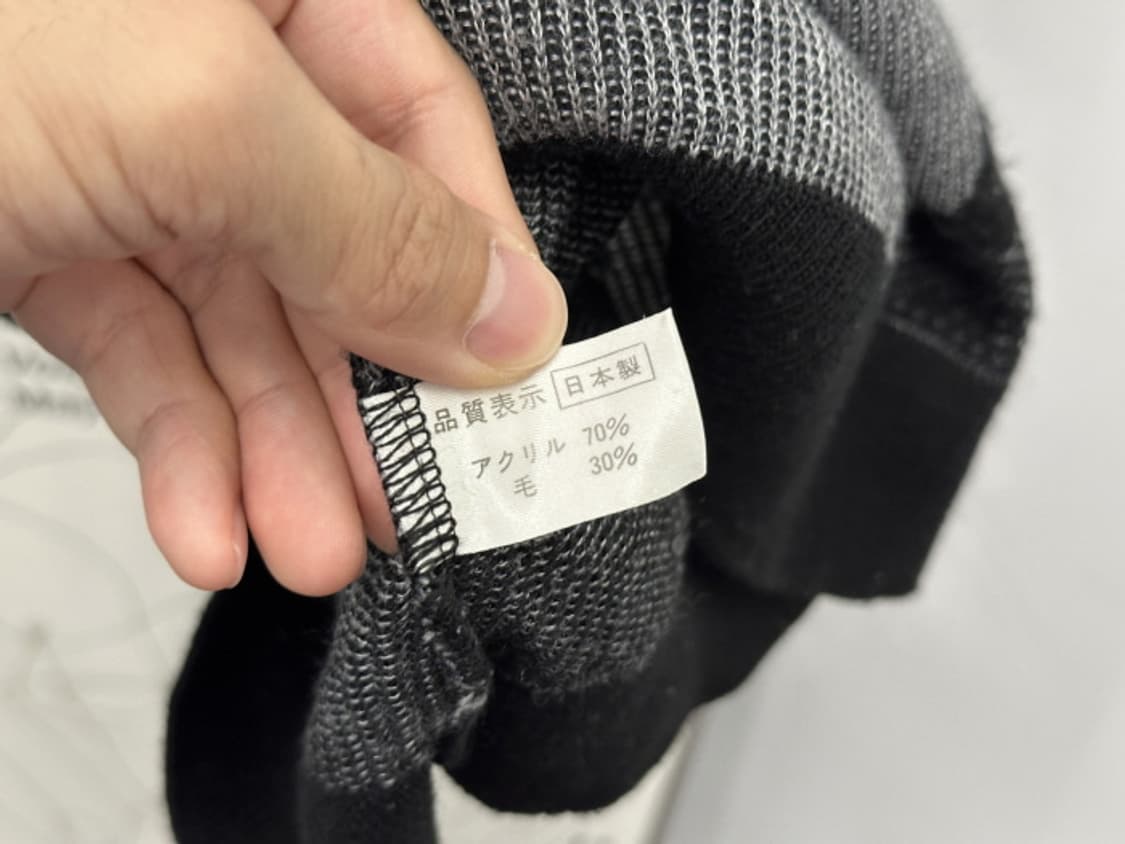 品質表示 日本製
アクリル 70%
毛 30%